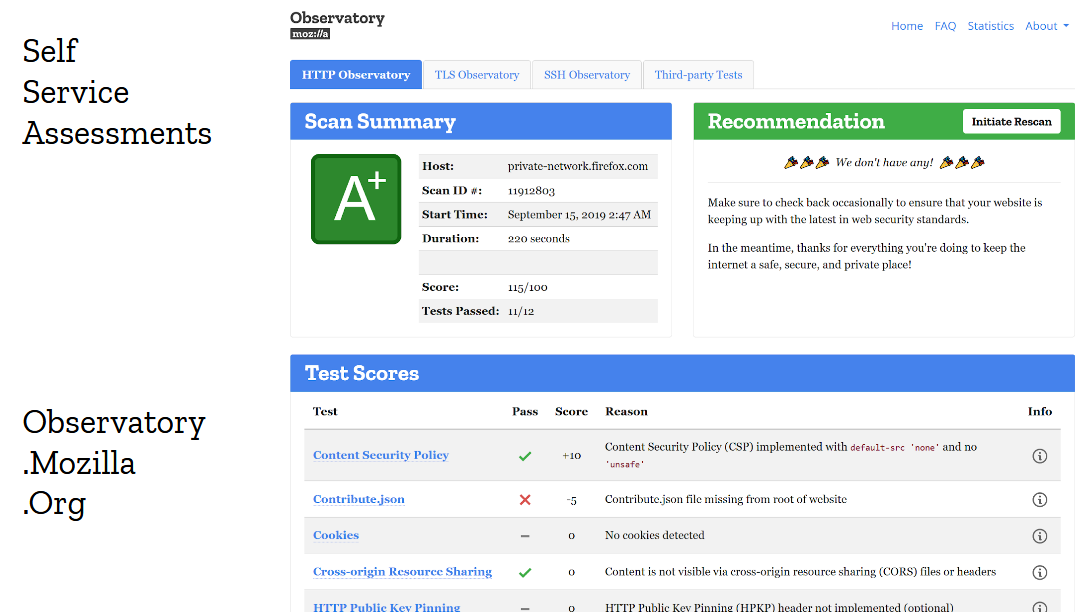 Self
Service
Assessments
Observatory
.Mozilla
.Org
Observatory
moz://a
Home FAQ Statistics About
HTTP Observatory TLS Observatory SSH Observatory Third-party Tests
Scan Summary
A+
Host: private-network.firefox.com
Scan ID #: 11912803
Start Time: September 15, 2019 2:47 AM
Duration: 220 seconds
Score: 115/100
Tests Passed: 11/12
Recommendation Initiate Rescan
We don't have any!
Make sure to check back occasionally to ensure that your website is
keeping up with the latest in web security standards.
In the meantime, thanks for everything you're doing to keep the
internet a safe, secure, and private place!
Test Scores
Test Pass Score Reason Info
Content Security Policy +10 Content Security Policy (CSP) implemented with default-src 'none' and no
'unsafe'
Contribute.json -5 Contribute.json file missing from root of website
Cookies – 0 No cookies detected
Cross-origin Resource Sharing 0 Content is not visible via cross-origin resource sharing (CORS) files or headers
HTTP Public Key Pinning – 0 HTTP Public Key Pinning (HPKP) header not implemented (optional)